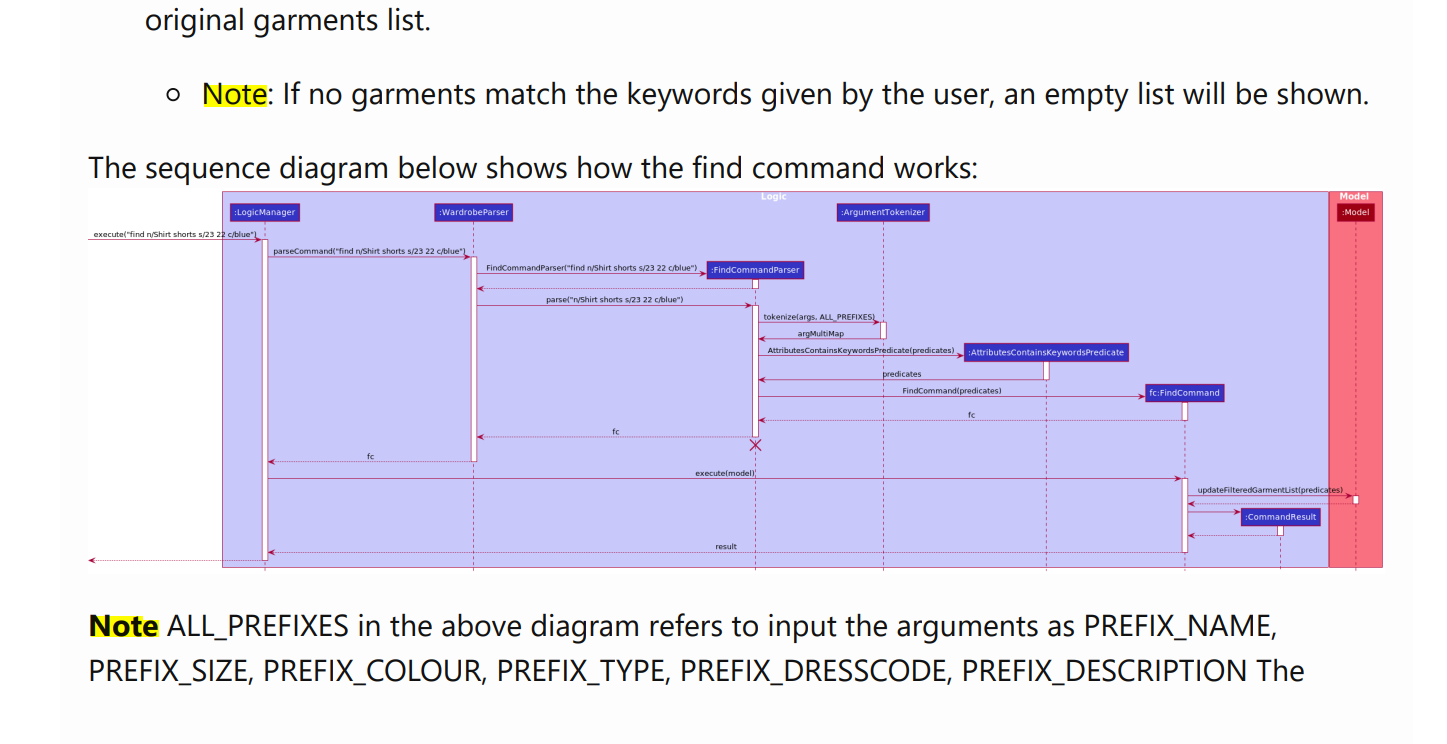 original garments list.
Note: If no garments match the keywords given by the user, an empty list will be shown.
The sequence diagram below shows how the find command works:
Logic
Model
:LogicManager
:WardrobeParser
:ArgumentTokenizer
:Model
execute("find n/Shirt shorts s/23 22 c/blue")
parseCommand("find n/Shirt shorts s/23 22 c/blue")
FindCommandParser("find n/Shirt shorts s/23 22 c/blue")
:FindCommandParser
parse("n/Shirt shorts s/23 22 c/blue")
tokenize(args, ALL_PREFIXES)
argMultiMap
AttributesContainsKeywordsPredicate(predicates)
:AttributesContainsKeywordsPredicate
predicates
FindCommand(predicates)
fc:FindCommand
fc
fc
fc
execute(model)
updateFilteredGarmentList(predicates)
:CommandResult
result
Note ALL_PREFIXES in the above diagram refers to input the arguments as PREFIX_NAME,
PREFIX_SIZE, PREFIX_COLOUR, PREFIX_TYPE, PREFIX_DRESSCODE, PREFIX_DESCRIPTION The